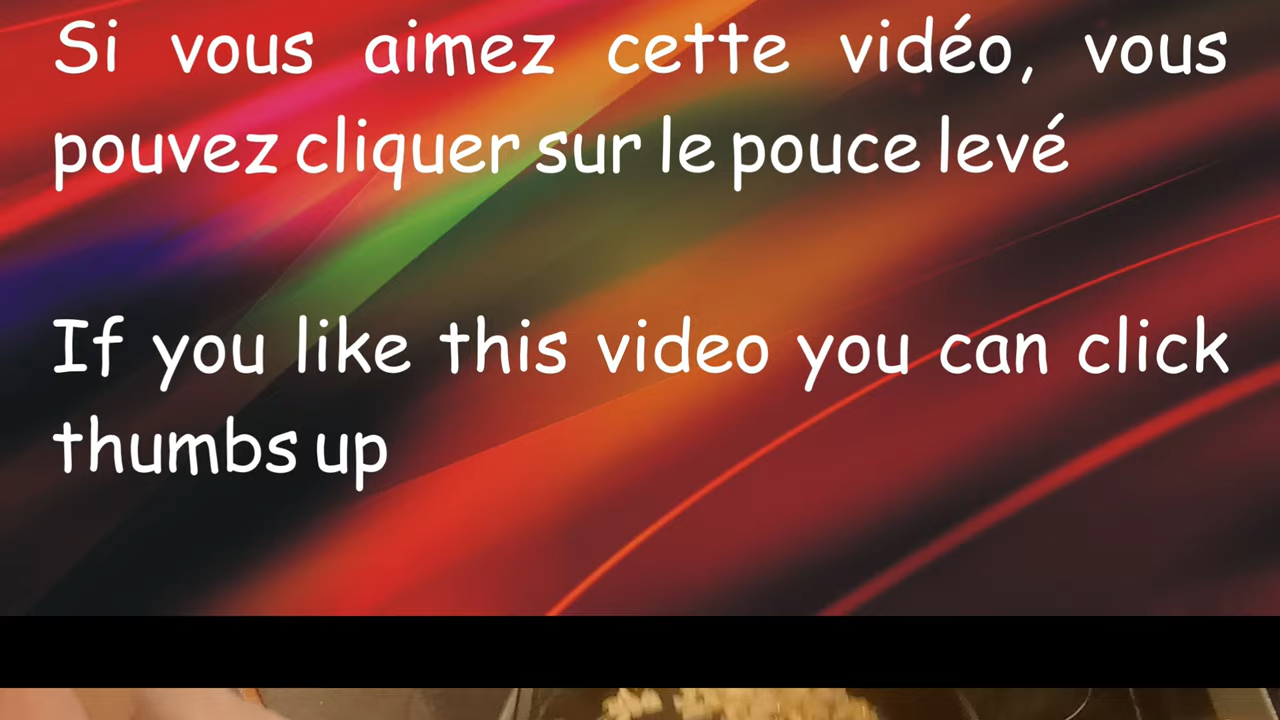 Si vous aimez cette vidéo, vous
pouvez cliquer sur le pouce levé
If you like this video you can click
thumbs up